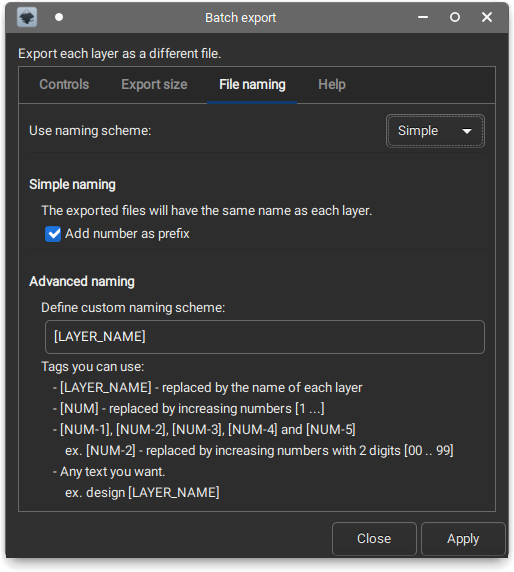 Batch export
Export each layer as a different file.
Controls Export size File naming Help
Use naming scheme: Simple
Simple naming
The exported files will have the same name as each layer.
Add number as prefix
Advanced naming
Define custom naming scheme:
[LAYER_NAME]
Tags you can use:
- [LAYER_NAME] - replaced by the name of each layer
- [NUM] - replaced by increasing numbers [1 ...]
- [NUM-1], [NUM-2], [NUM-3], [NUM-4] and [NUM-5]
ex. [NUM-2] - replaced by increasing numbers with 2 digits [00 .. 99]
- Any text you want.
ex. design [LAYER_NAME]
Close Apply